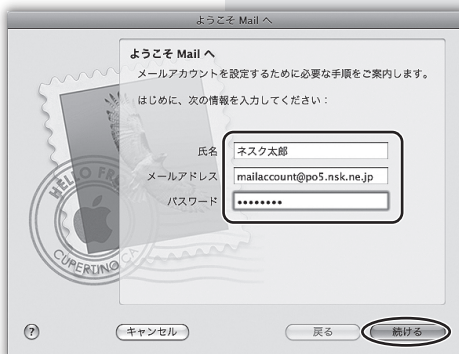 ようこそ Mail へ
ようこそ Mail へ
メールアカウントを設定するために必要な手順をご案内します。
はじめに、次の情報を入力してください：
氏名 ネスク太郎
メールアドレス mailaccount@po5.nsk.ne.jp
パスワード ••••••••
HELLO FR
CUPERTINO CA
? キャンセル 戻る 続ける